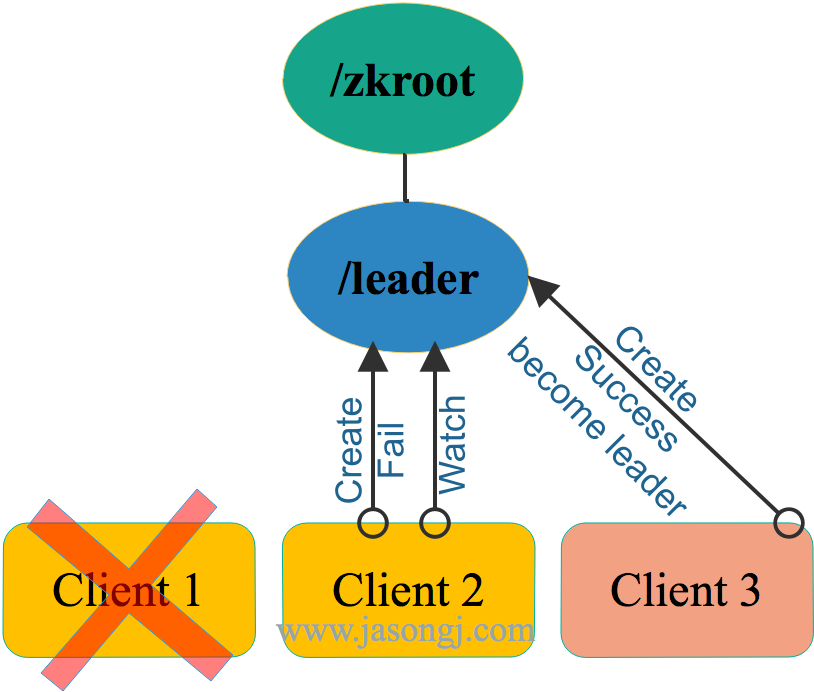 /zkroot
/leader
Create
Fail
Watch
Create
Success
become leader
Client 1
Client 2
Client 3
www.jasongj.com